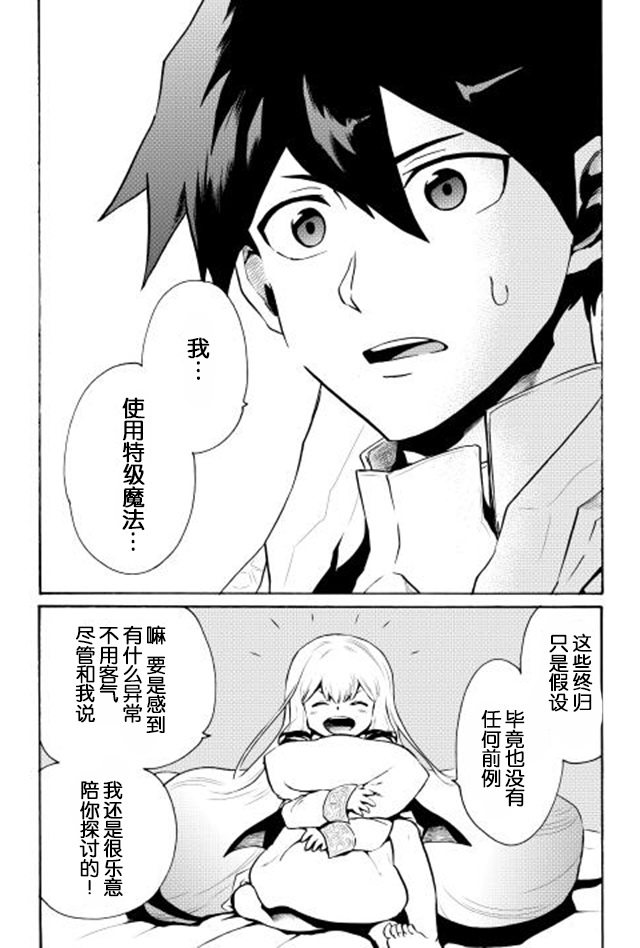 我…
使用特级魔法…
这些终归
只是假设
毕竟也没有
任何前例
嘛 要是感到
有什么异常
不用客气
尽管和我说
我还是很乐意
陪你探讨的！